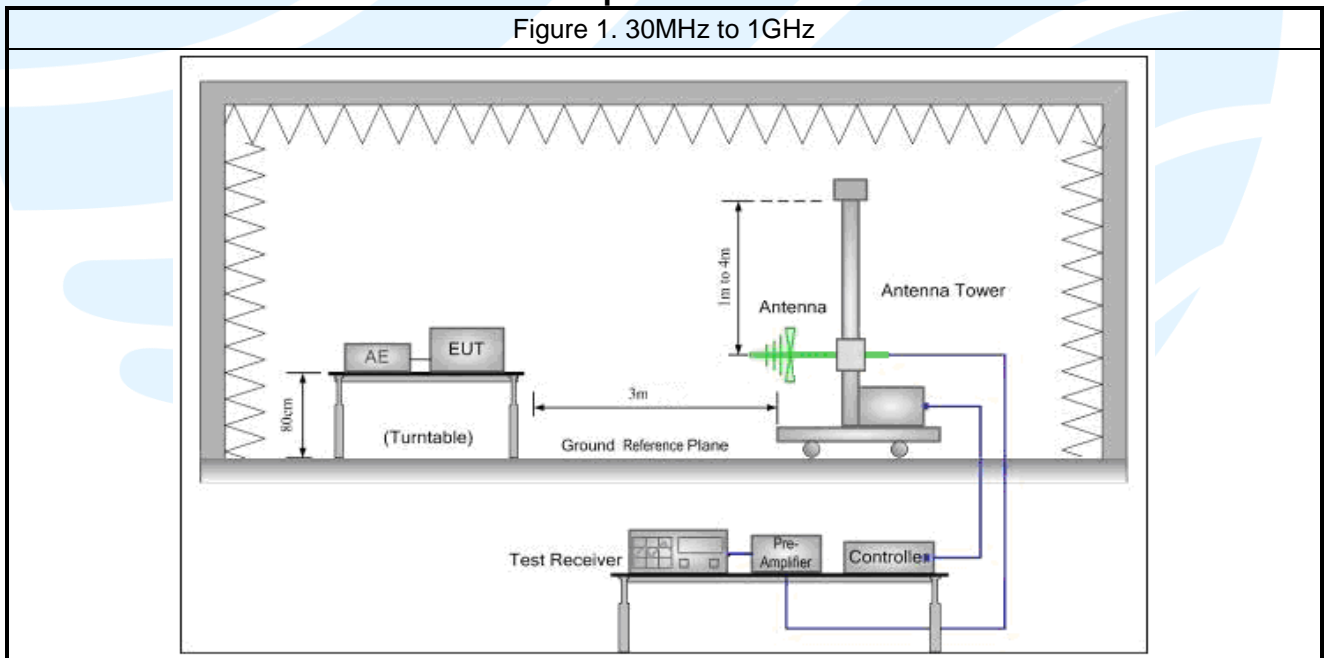 Figure 1. 30MHz to 1GHz
1m to 4m
Antenna Tower
Antenna
AE
EUT
80cm
3m
(Turntable)
Ground Reference Plane
Test Receiver
Pre-
Amplifier
Controller